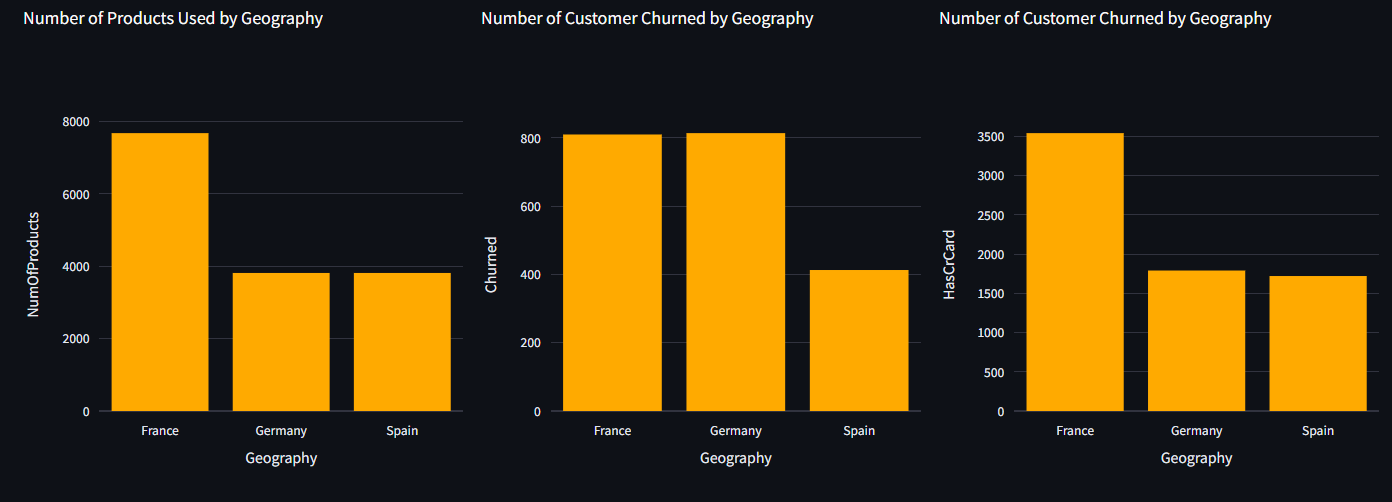 Number of Products Used by Geography
NumOfProducts
8000
6000
4000
2000
0
France Germany Spain
Geography
Number of Customer Churned by Geography
Churned
800
600
400
200
0
France Germany Spain
Geography
Number of Customer Churned by Geography
HasCrCard
3500
3000
2500
2000
1500
1000
500
0
France Germany Spain
Geography